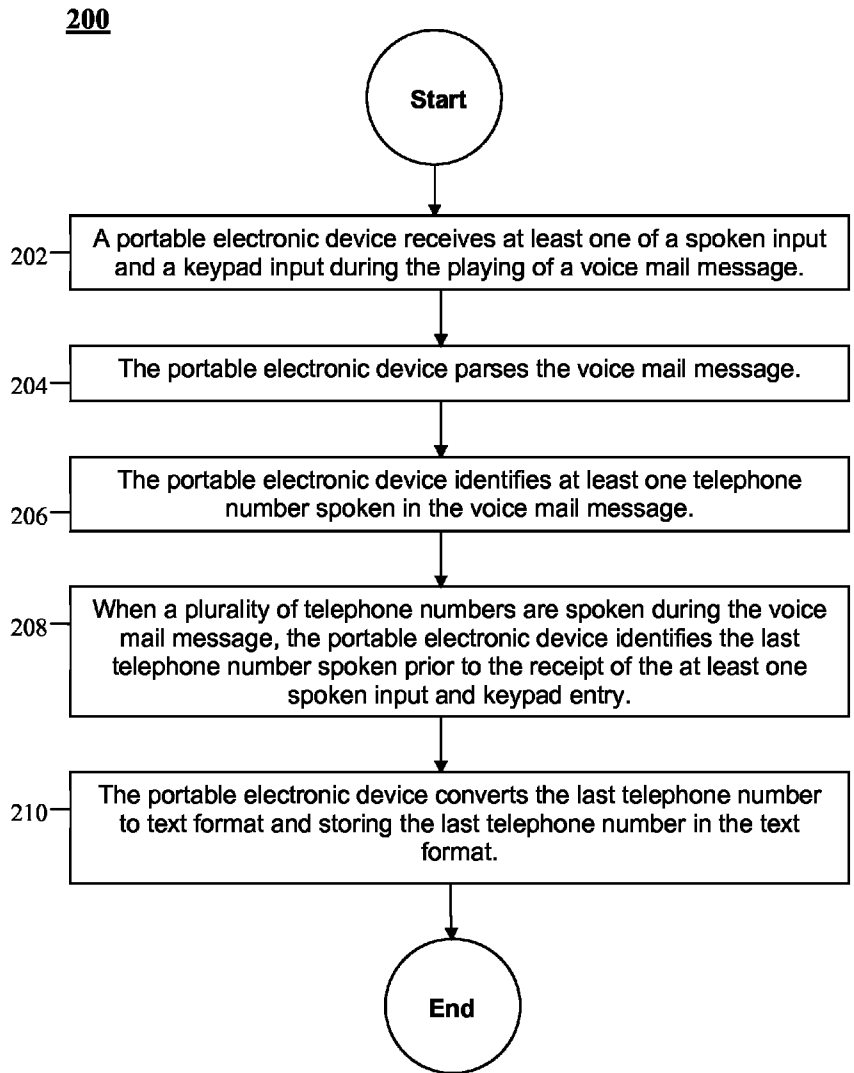 200
Start
202
A portable electronic device receives at least one of a spoken input
and a keypad input during the playing of a voice mail message.
204
The portable electronic device parses the voice mail message.
206
The portable electronic device identifies at least one telephone
number spoken in the voice mail message.
208
When a plurality of telephone numbers are spoken during the voice
mail message, the portable electronic device identifies the last
telephone number spoken prior to the receipt of the at least one
spoken input and keypad entry.
210
The portable electronic device converts the last telephone number
to text format and storing the last telephone number in the text
format.
End